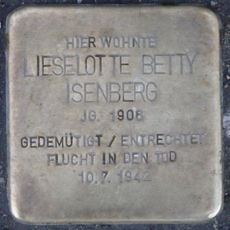 HIER WOHNTE
LIESELOTTE BETTY
ISENBERG
JG. 1906
GEDEMÜTIGT / ENTRECHTET
FLUCHT IN DEN TOD
10.7.1942